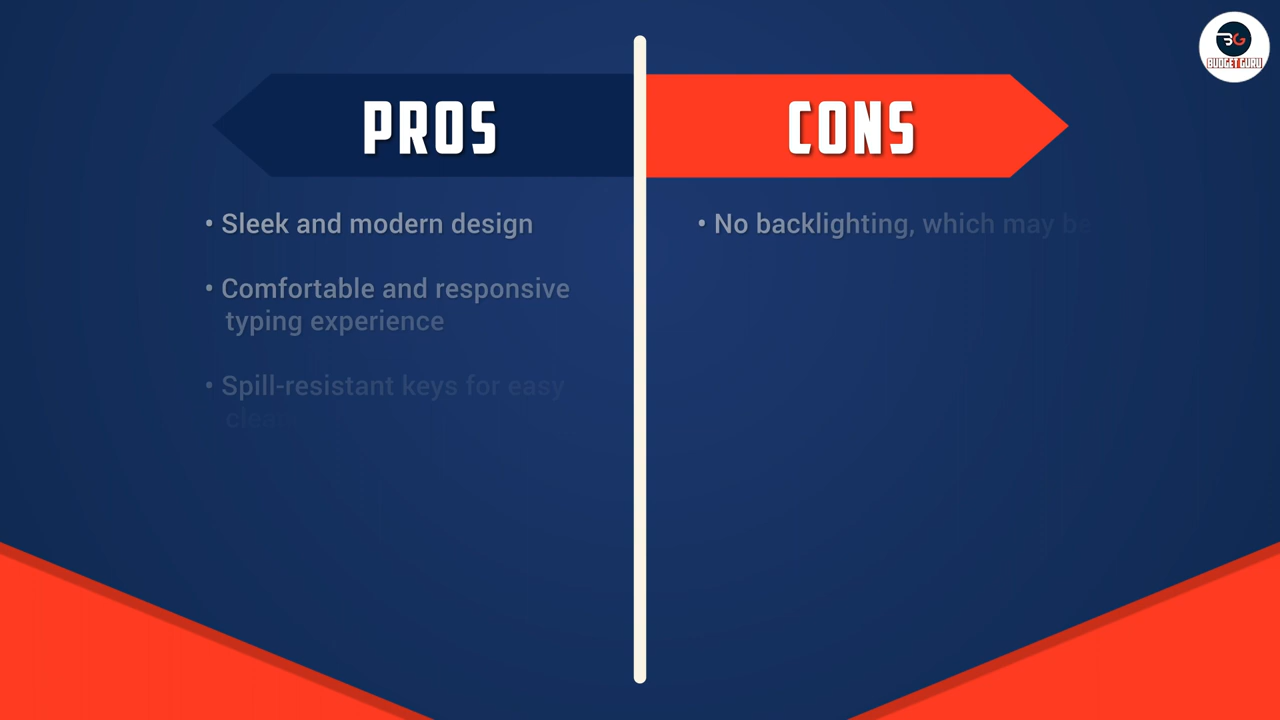 BG
BUDGET GURU
PROS
CONS
• Sleek and modern design
• Comfortable and responsive
typing experience
• Spill-resistant keys for easy
• No backlighting, which may be